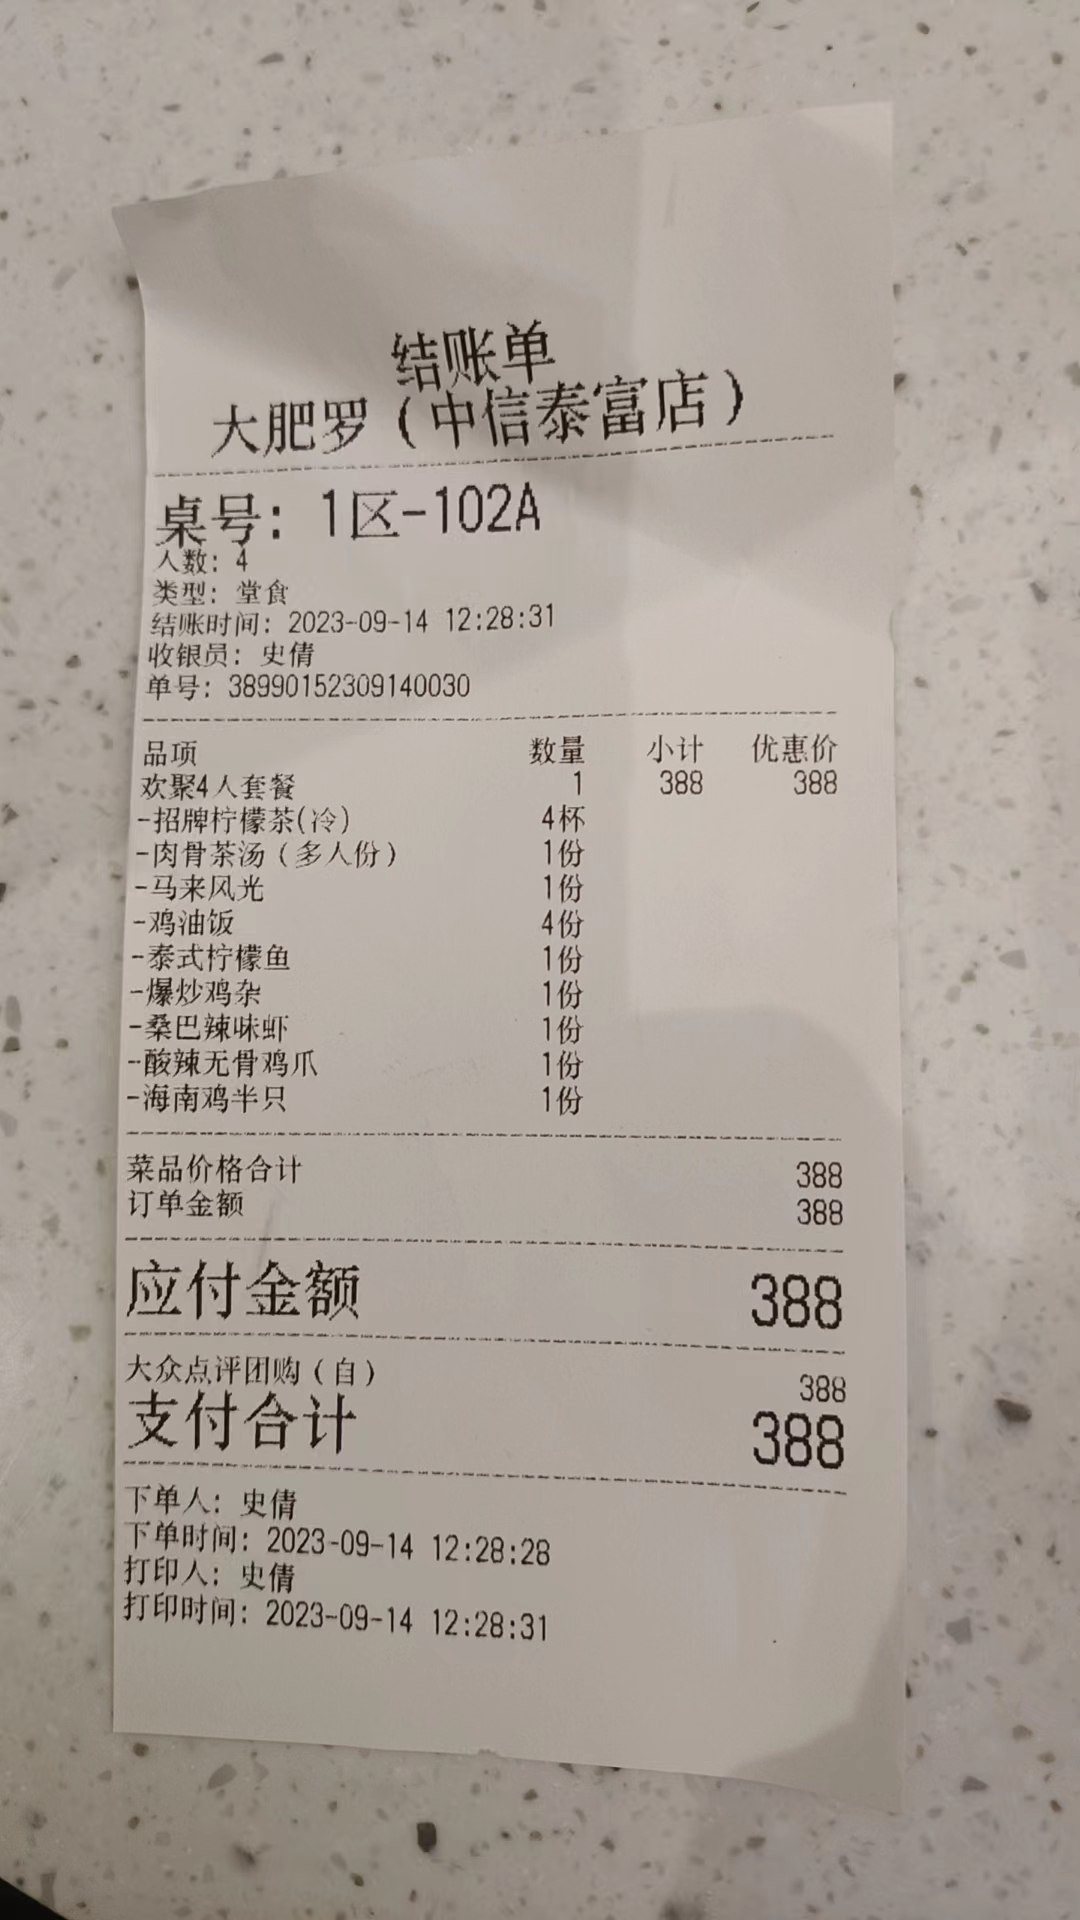 结账单
大肥罗（中信泰富店）
桌号: 1区-102A
人数: 4
类型: 堂食
结账时间: 2023-09-14 12:28:31
收银员: 史倩
单号: 38990152309140030
品项 数量 小计 优惠价
欢聚4人套餐 1 388 388
-招牌柠檬茶(冷) 4杯
-肉骨茶汤（多人份） 1份
-马来风光 1份
-鸡油饭 4份
-泰式柠檬鱼 1份
-爆炒鸡杂 1份
-桑巴辣味虾 1份
-酸辣无骨鸡爪 1份
-海南鸡半只 1份
菜品价格合计 388
订单金额 388
应付金额 388
大众点评团购（自） 388
支付合计 388
下单人: 史倩
下单时间: 2023-09-14 12:28:28
打印人: 史倩
打印时间: 2023-09-14 12:28:31